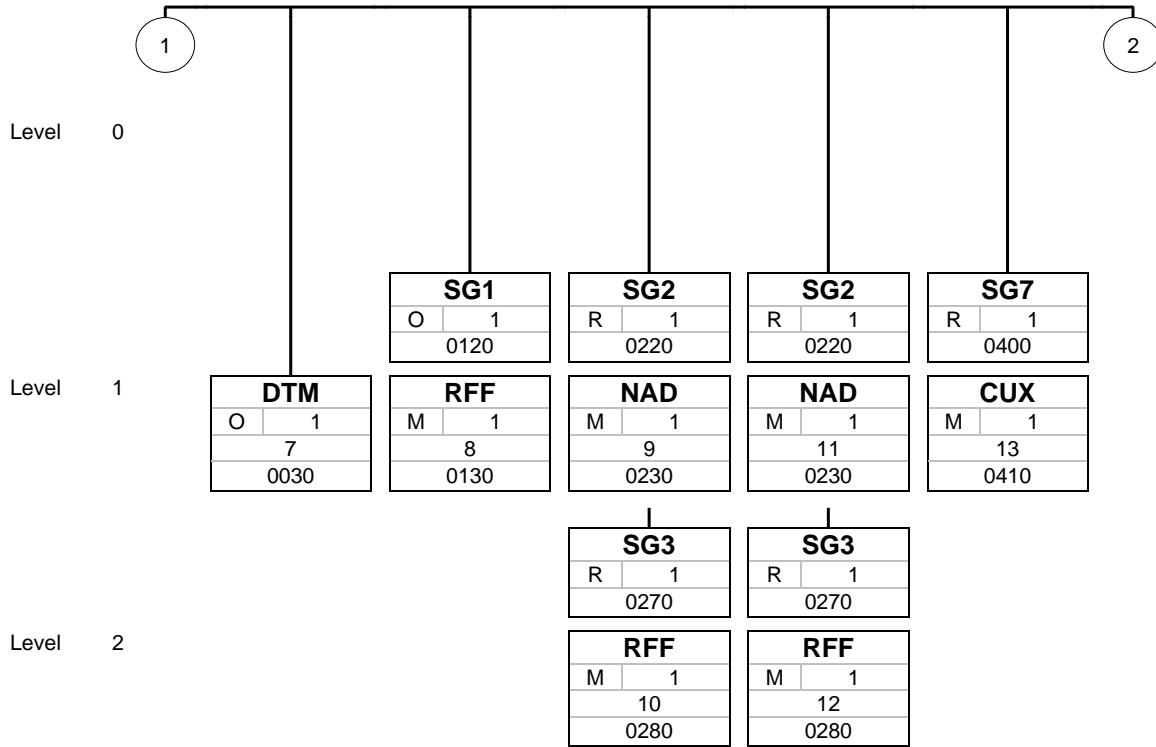 1 2
Level 0
SG1 SG2 SG2 SG7
O 1 R 1 R 1 R 1
0120 0220 0220 0400
Level 1 DTM RFF NAD NAD CUX
O 1 M 1 M 1 M 1 M 1
7 8 9 11 13
0030 0130 0230 0230 0410
SG3 SG3
R 1 R 1
0270 0270
Level 2 RFF RFF
M 1 M 1
10 12
0280 0280